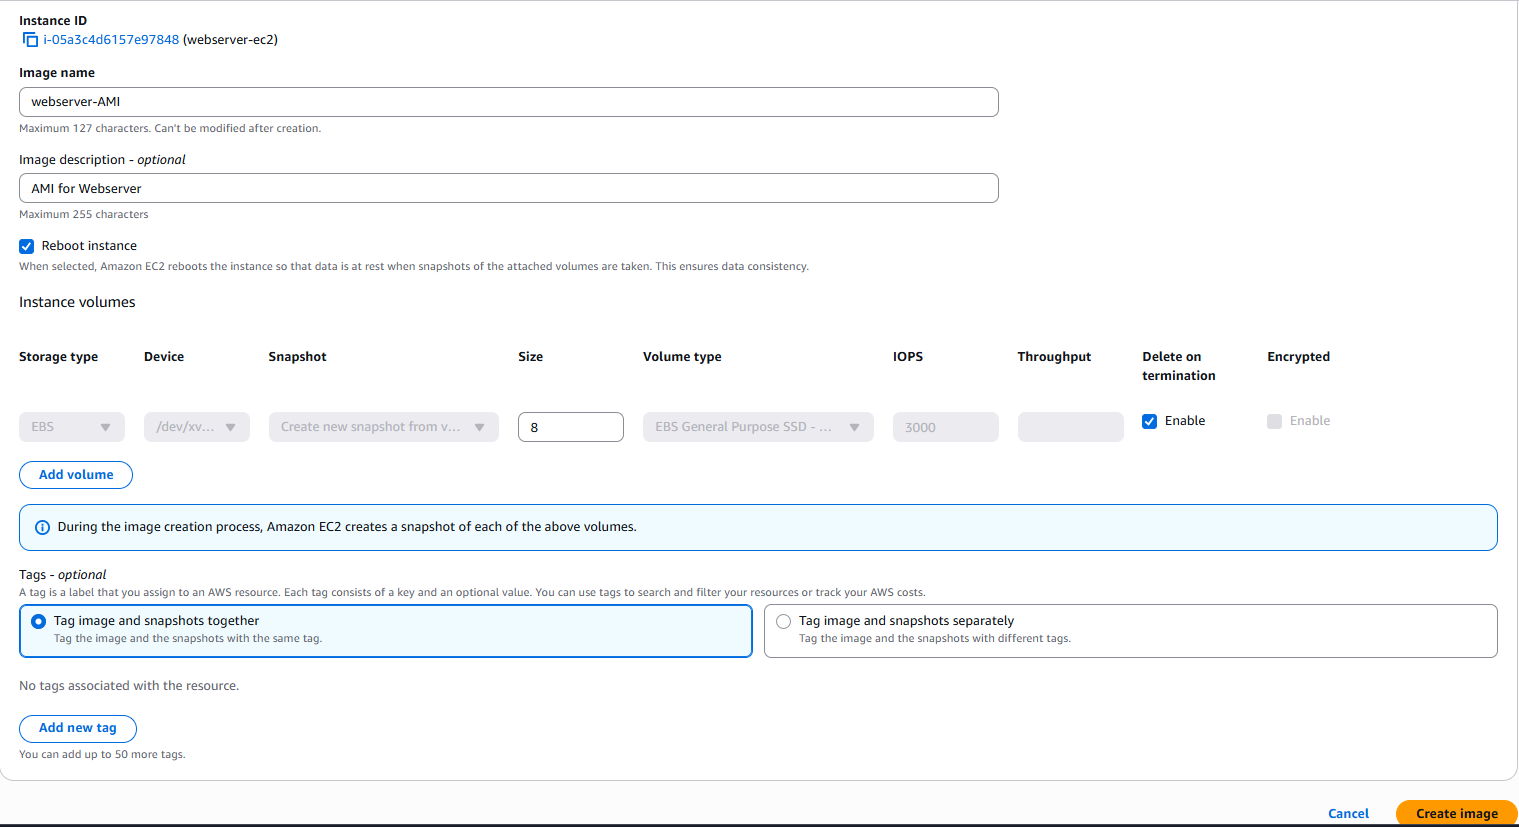 Instance ID
i-05a3c4d6157e97848 (webserver-ec2)
Image name
webserver-AMI
Maximum 127 characters. Can't be modified after creation.
Image description - optional
AMI for Webserver
Maximum 255 characters
Reboot instance
When selected, Amazon EC2 reboots the instance so that data is at rest when snapshots of the attached volumes are taken. This ensures data consistency.
Instance volumes
Storage type Device Snapshot Size Volume type IOPS Throughput Delete on termination Encrypted
EBS /dev/xv... Create new snapshot from v... 8 EBS General Purpose SSD - ... 3000 Enable Enable
Add volume
During the image creation process, Amazon EC2 creates a snapshot of each of the above volumes.
Tags - optional
A tag is a label that you assign to an AWS resource. Each tag consists of a key and an optional value. You can use tags to search and filter your resources or track your AWS costs.
Tag image and snapshots together
Tag the image and the snapshots with the same tag.
Tag image and snapshots separately
Tag the image and the snapshots with different tags.
No tags associated with the resource.
Add new tag
You can add up to 50 more tags.
Cancel Create image